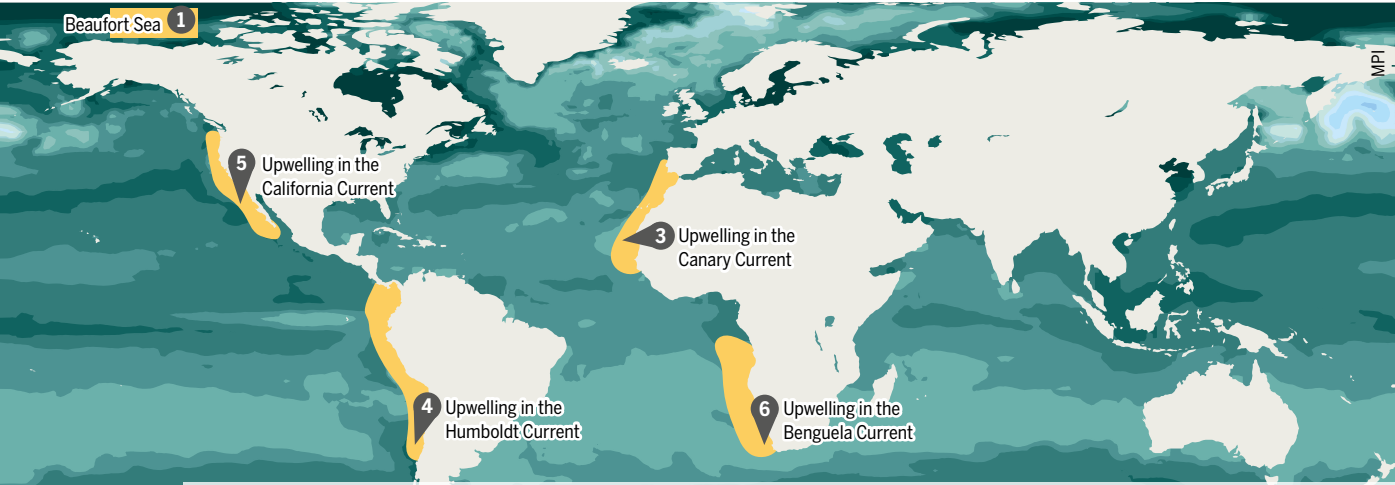 Beaufort Sea 1
MPI
5 Upwelling in the
California Current
3 Upwelling in the
Canary Current
4 Upwelling in the
Humboldt Current
6 Upwelling in the
Benguela Current